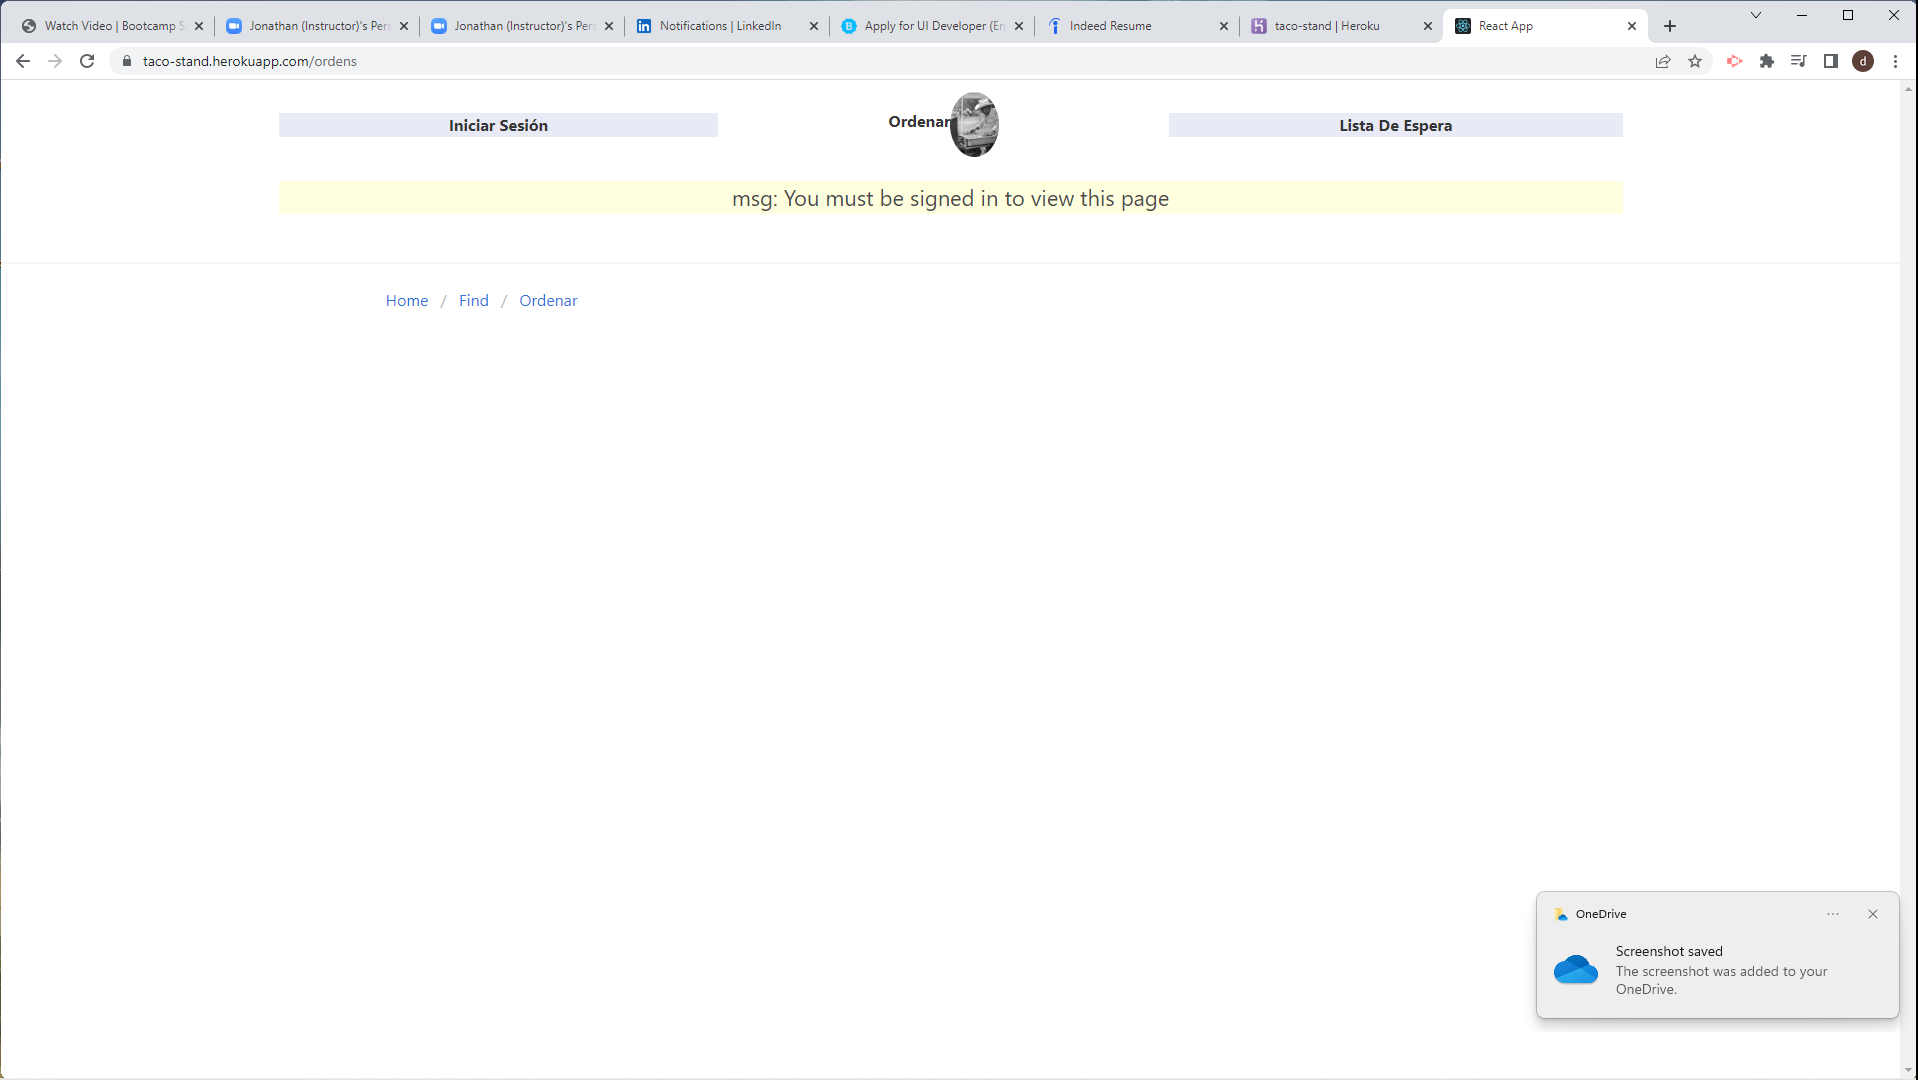 Watch Video | Bootcamp S
Jonathan (Instructor)'s Pers
Jonathan (Instructor)'s Pers
Notifications | LinkedIn
Apply for UI Developer (En
Indeed Resume
taco-stand | Heroku
React App
taco-stand.herokuapp.com/ordens
d
Iniciar Sesión
Ordenar
Lista De Espera
msg: You must be signed in to view this page
Home / Find / Ordenar
OneDrive
Screenshot saved
The screenshot was added to your
OneDrive.